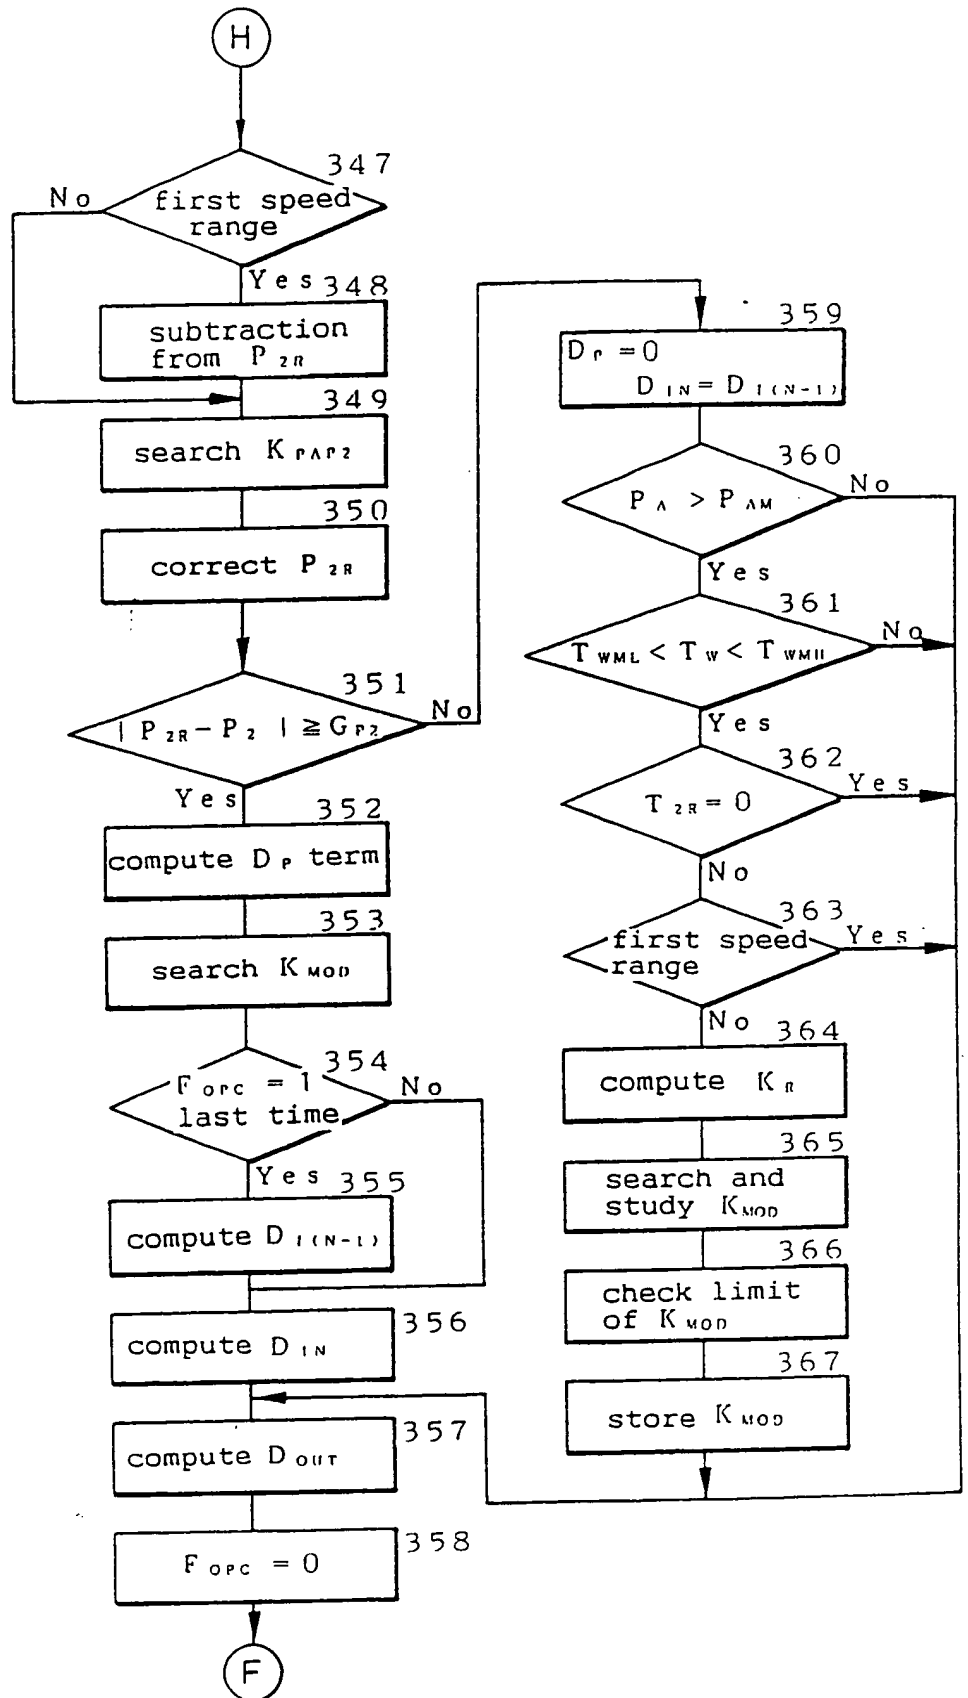 H
347
No
first speed
range
Yes
348
subtraction
from P2R
349
search KPAP2
350
correct P2R
351
| P2R − P2 | ≧ GP2
No
Yes
352
compute DP term
353
search KMOD
354
FOPC = 1
last time
No
Yes
355
compute DI(N-1)
356
compute DIN
357
compute DOUT
358
FOPC = 0
F
359
DP = 0
DIN = DI(N-1)
360
PA > PAM
No
Yes
361
TWML < TW < TWMH
No
Yes
362
T2R = 0
Yes
No
363
first speed
range
Yes
No
364
compute KR
365
search and
study KMOD
366
check limit
of KMOD
367
store KMOD